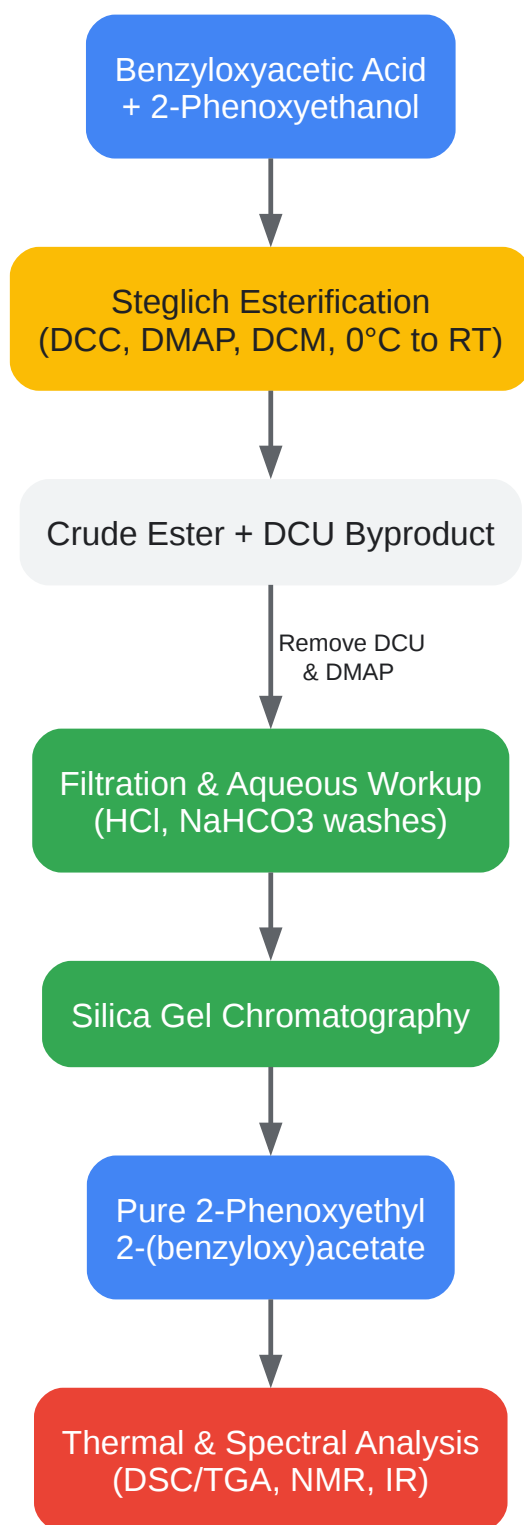 Benzyloxyacetic Acid
+ 2-Phenoxyethanol
Steglich Esterification
(DCC, DMAP, DCM, 0°C to RT)
Crude Ester + DCU Byproduct
Remove DCU
& DMAP
Filtration & Aqueous Workup
(HCl, NaHCO3 washes)
Silica Gel Chromatography
Pure 2-Phenoxyethyl
2-(benzyloxy)acetate
Thermal & Spectral Analysis
(DSC/TGA, NMR, IR)